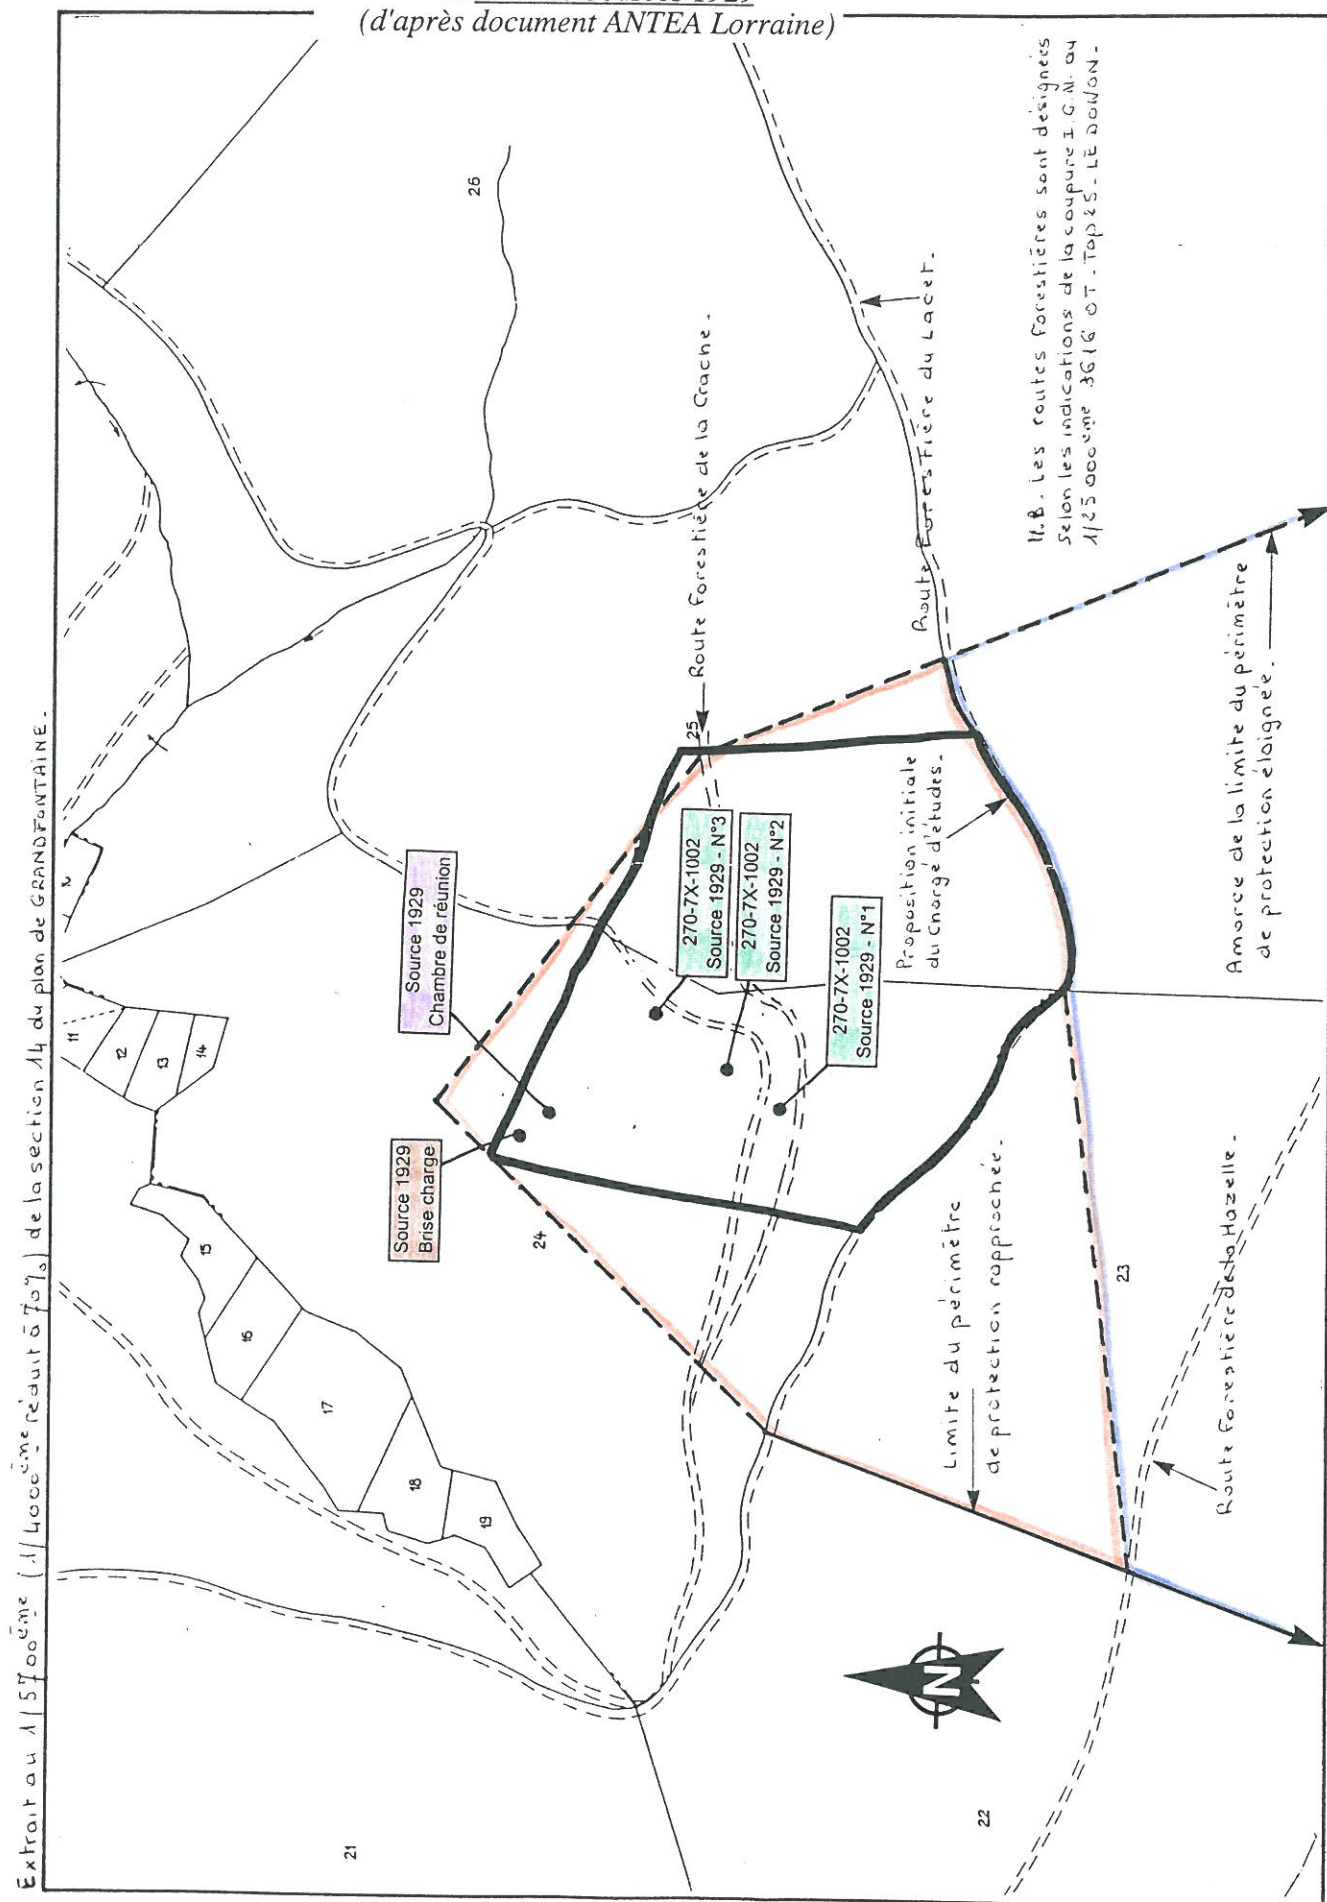 (d'après document ANTEA Lorraine)
Extrait au 1/5700ème (1/4000ème réduit à 70%) de la section 14 du plan de GRANDFONTAINE.
26
N.B. Les routes forestières sont désignées
selon les indications de la coupure I.G.N. au
1/25 000ème 3616 OT. Top25. LE DONON.
Route forestière de la Crache.
Route Forestière du Lacet.
25
Source 1929
Chambre de réunion
270-7X-1002
Source 1929 - N°3
270-7X-1002
Source 1929 - N°2
270-7X-1002
Source 1929 - N°1
Proposition initiale
du Chargé d'études.
Amorce de la limite du périmètre
de protection éloignée.
11
12
13
14
Source 1929
Brise charge
24
15
16
17
18
19
Limite du périmètre
de protection rapprochée.
23
Route forestière de la Hazelle.
N
21
22